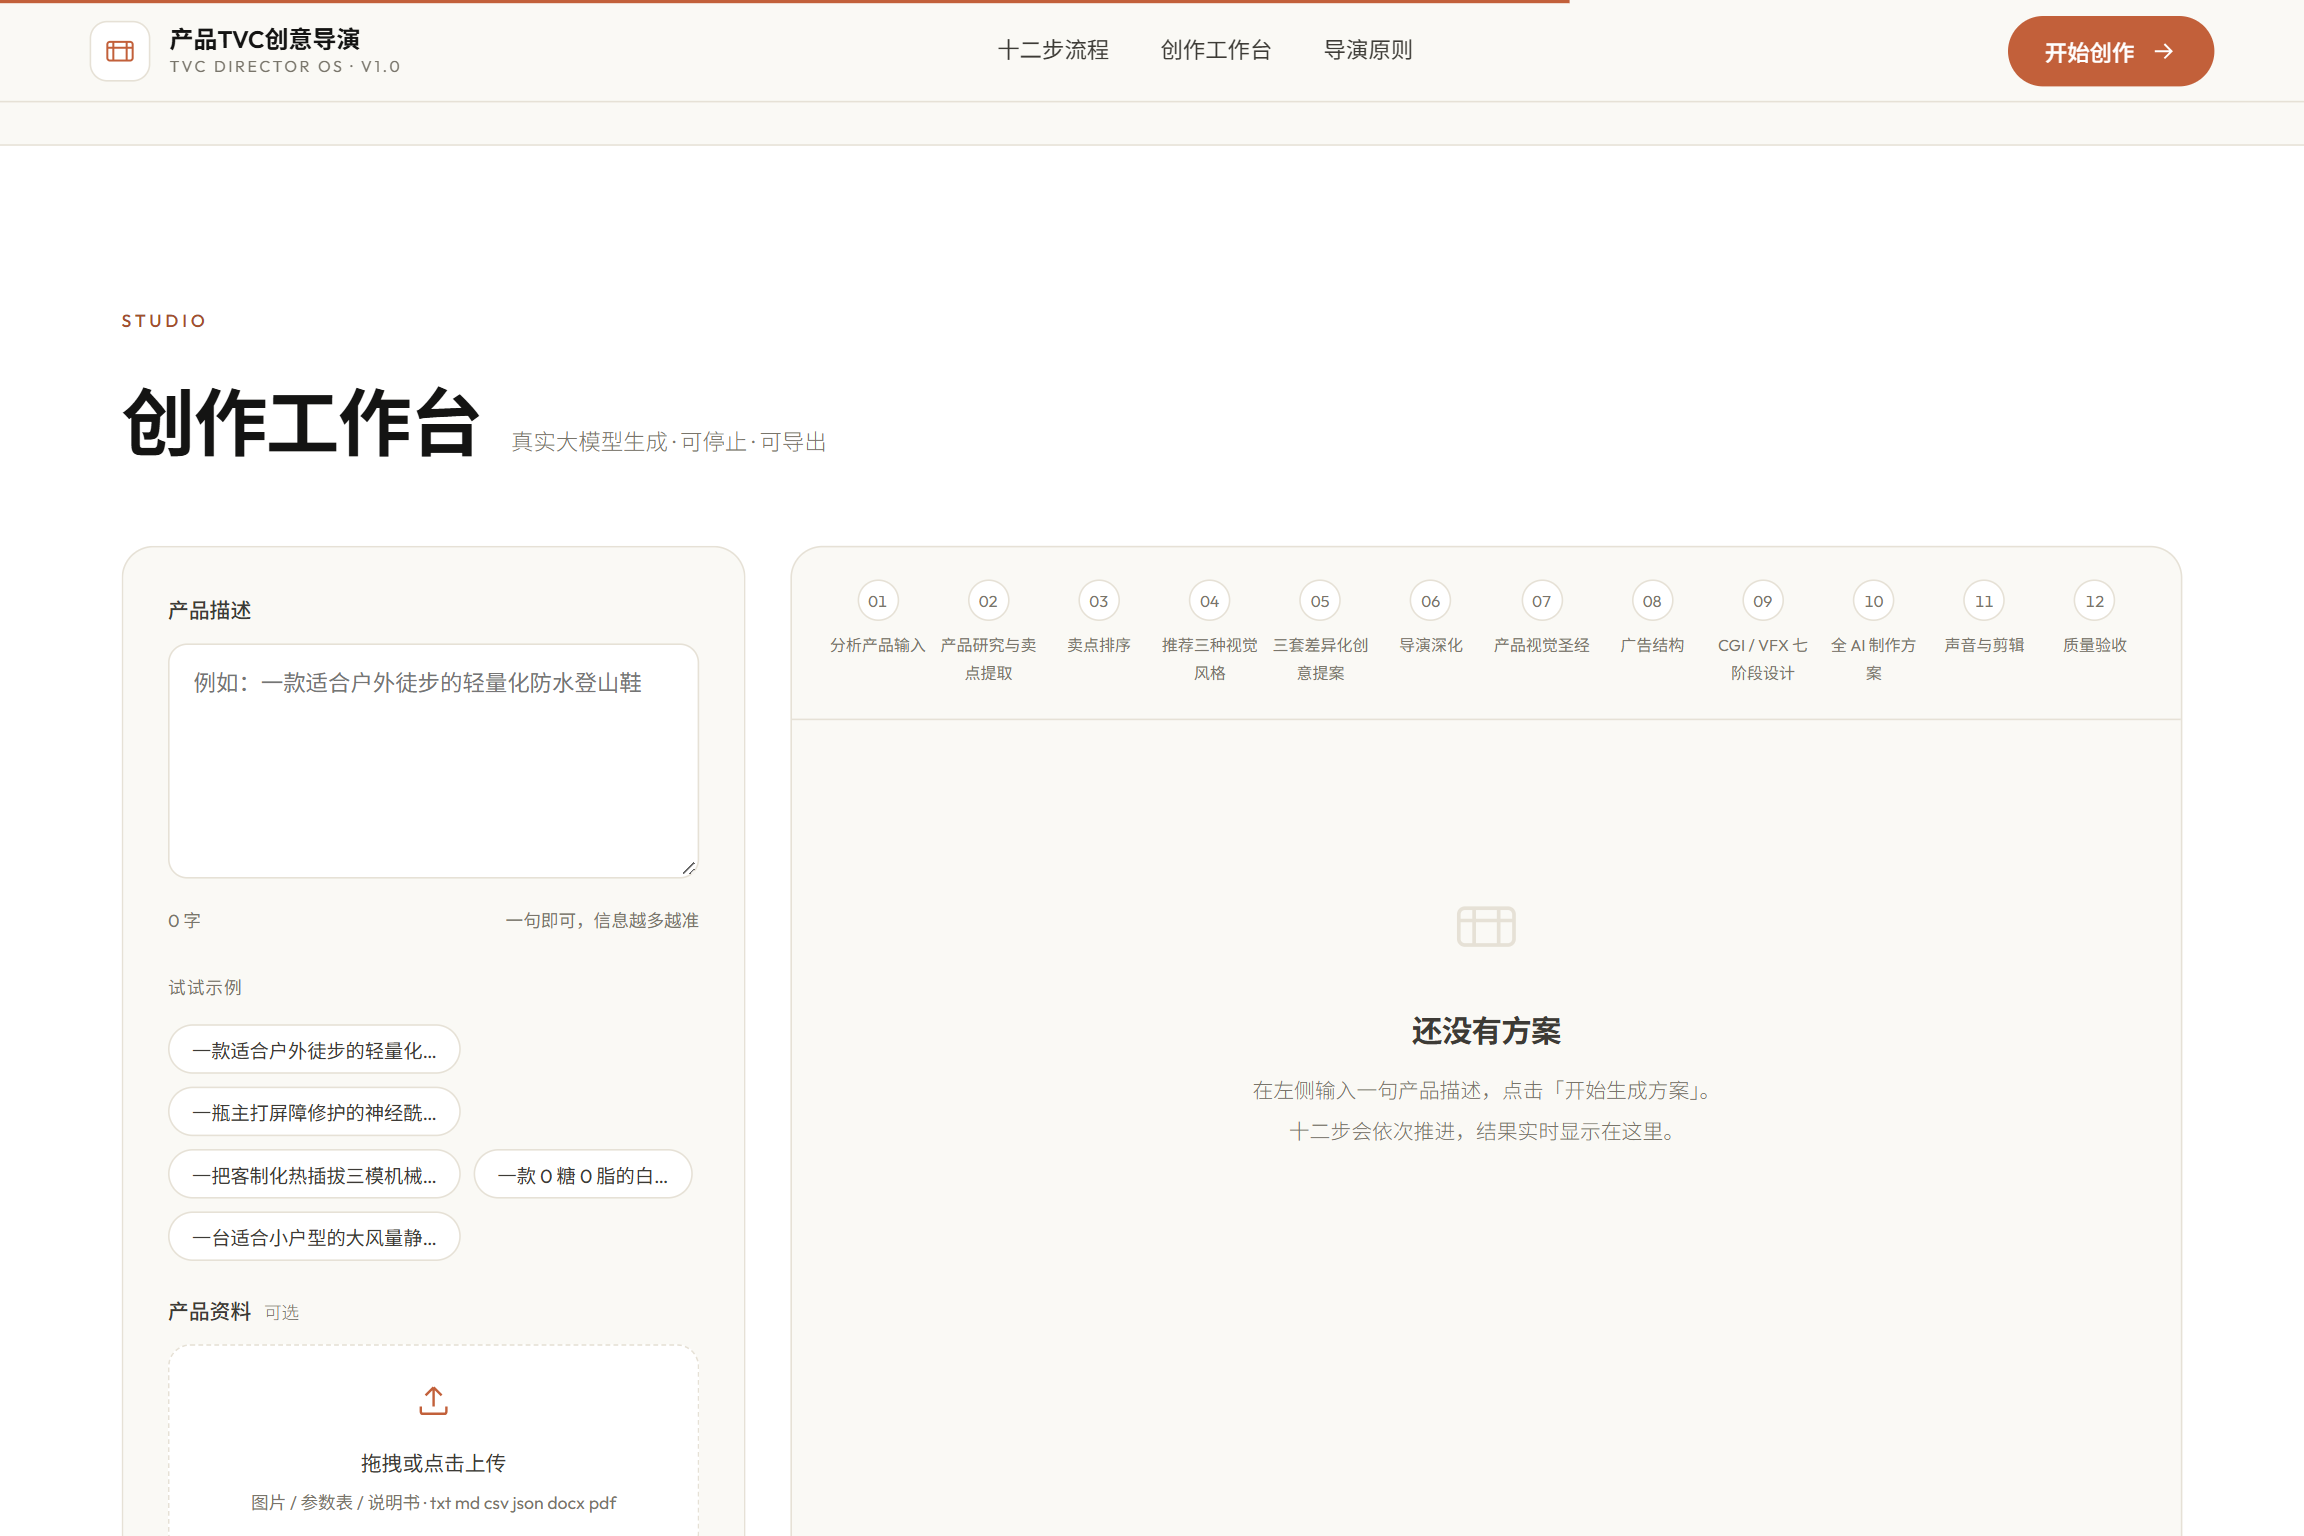 产品TVC创意导演
TVC DIRECTOR OS · V1.0
十二步流程
创作工作台
导演原则
开始创作
STUDIO
创作工作台
真实大模型生成·可停止·可导出
产品描述
例如：一款适合户外徒步的轻量化防水登山鞋
0 字
一句即可，信息越多越准
试试示例
一款适合户外徒步的轻量化...
一瓶主打屏障修护的神经酰...
一把客制化热插拔三模机械...
一款 0 糖 0 脂的白...
一台适合小户型的大风量静...
产品资料 可选
拖拽或点击上传
图片 / 参数表 / 说明书 · txt md csv json docx pdf
01
分析产品输入
02
产品研究与卖
点提取
03
卖点排序
04
推荐三种视觉
风格
05
三套差异化创
意提案
06
导演深化
07
产品视觉圣经
08
广告结构
09
CGI / VFX 七
阶段设计
10
全 AI 制作方
案
11
声音与剪辑
12
质量验收
还没有方案
在左侧输入一句产品描述，点击「开始生成方案」。
十二步会依次推进，结果实时显示在这里。